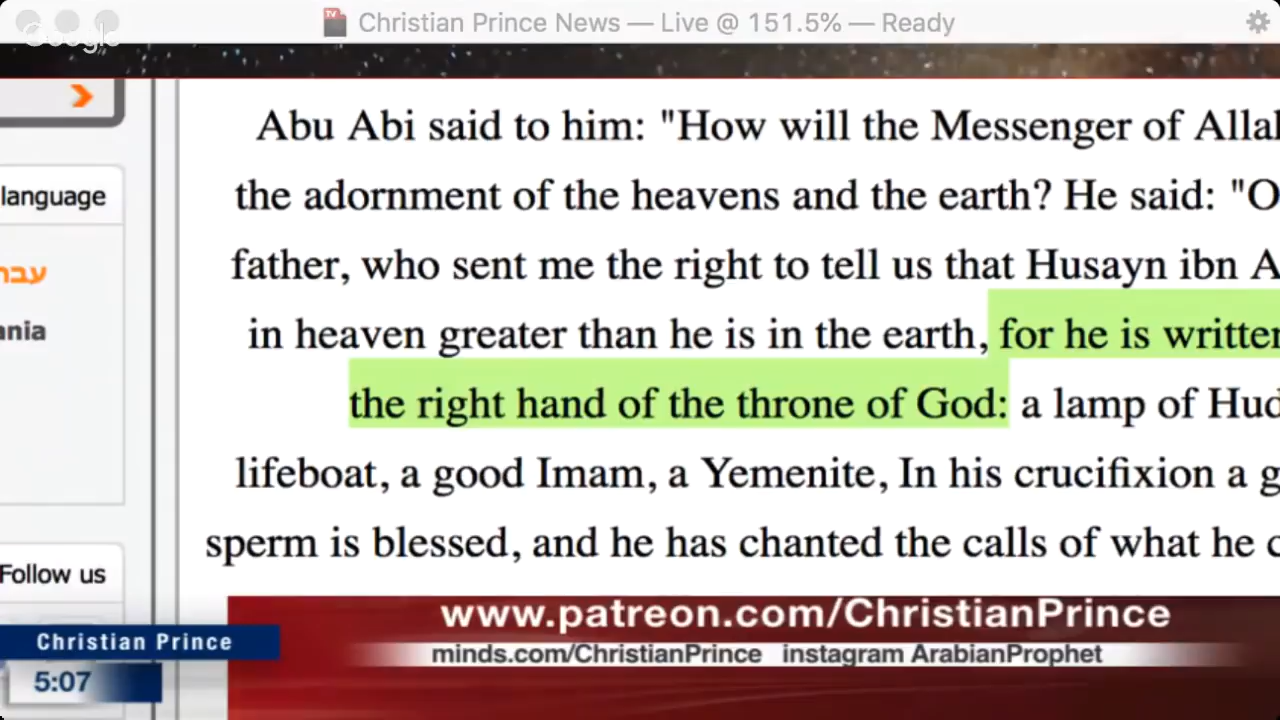 Christian Prince News — Live @ 151.5% — Ready
Google
Abu Abi said to him: "How will the Messenger of
the adornment of the heavens and the earth? He said:
language
father, who sent me the right to tell us that Husayn ibn
עבר
in heaven greater than he is in the earth, for he is
the right hand of the throne of God: a lamp of
lifeboat, a good Imam, a Yemenite, In his crucifixion a
sperm is blessed, and he has chanted the calls of what he
Follow us
www.patreon.com/ChristianPrince
Christian Prince
minds.com/ChristianPrince instagram ArabianProphet
5:07